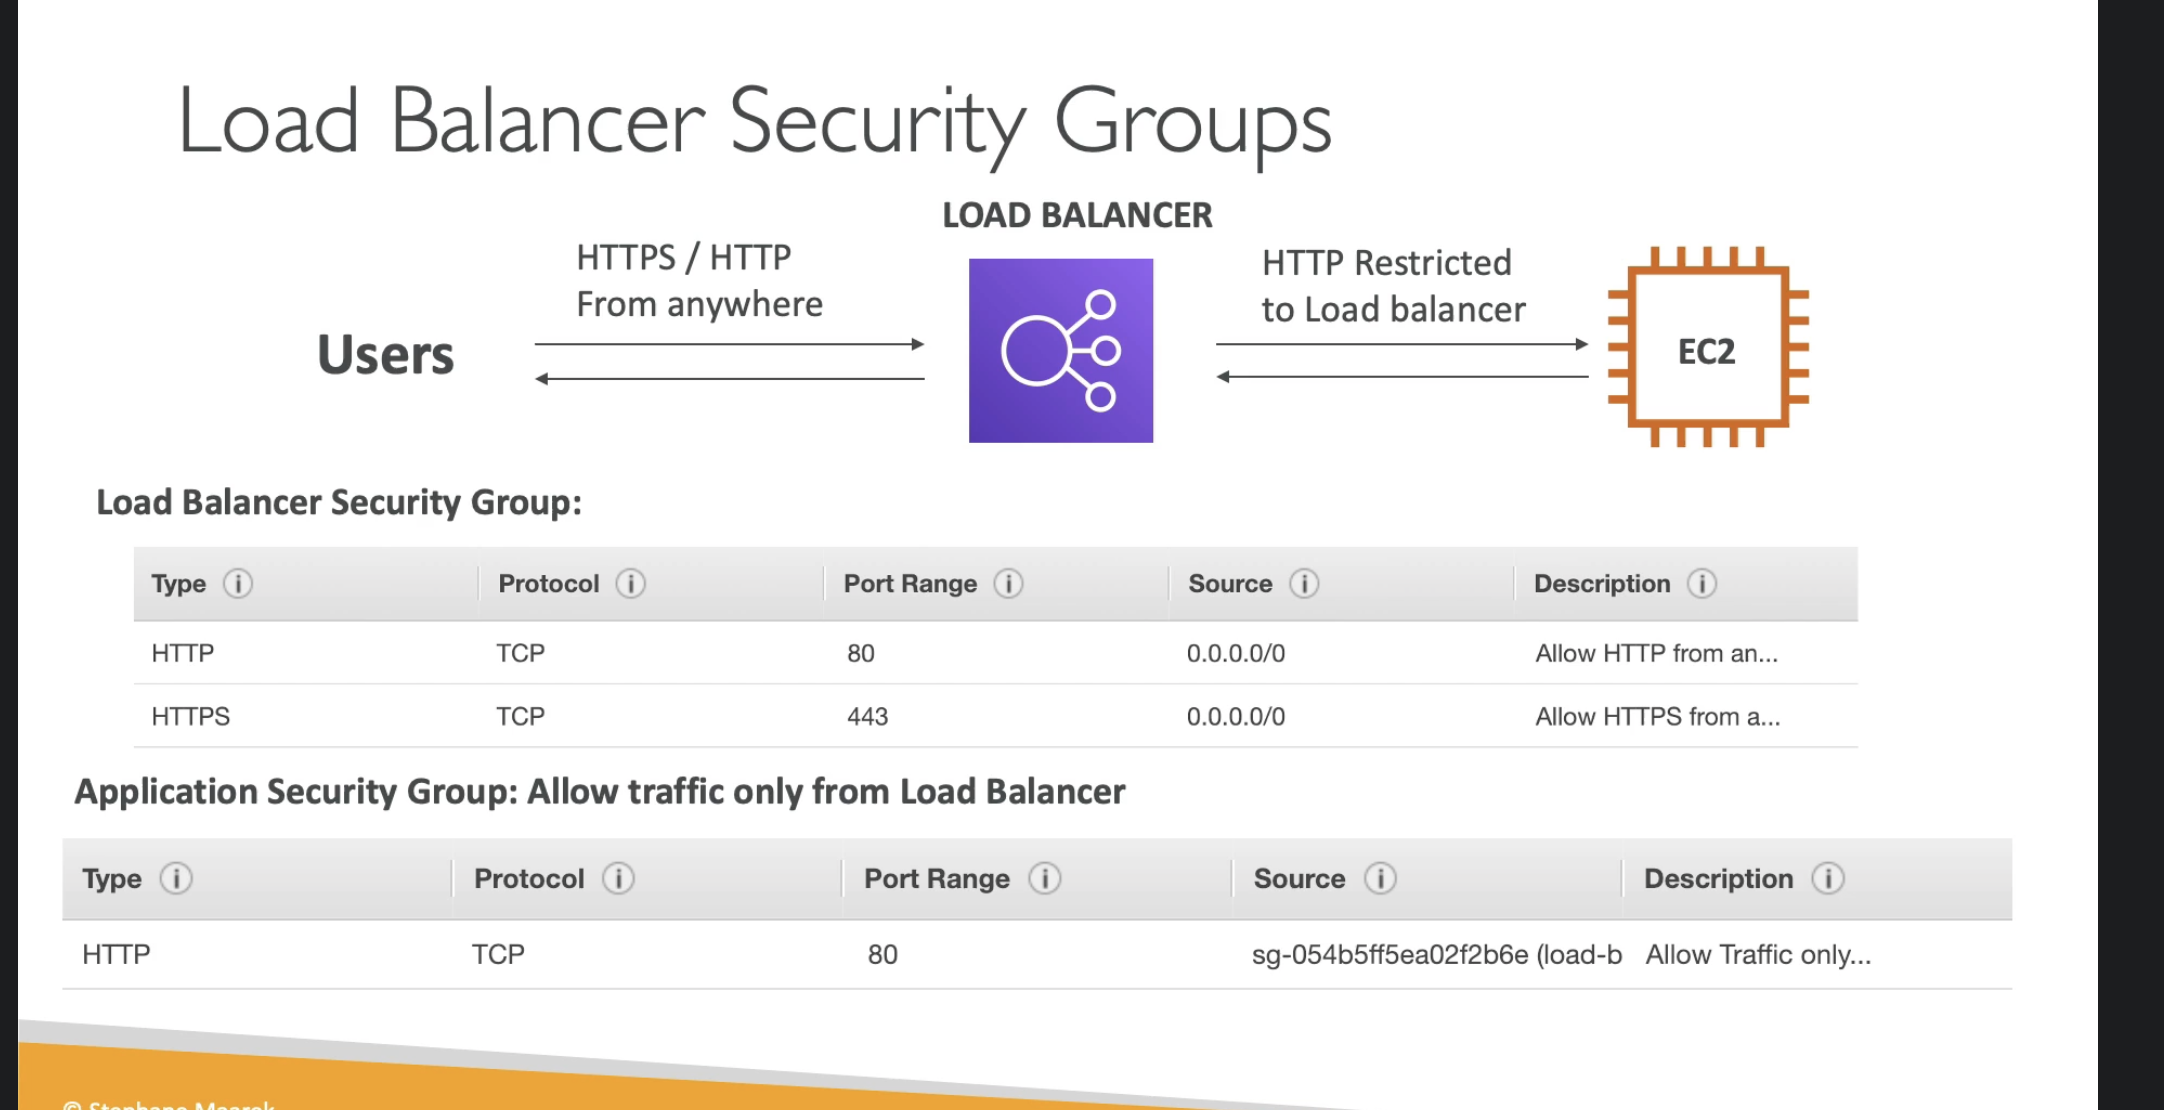 Load Balancer Security Groups
LOAD BALANCER
HTTPS / HTTP
From anywhere
HTTP Restricted
to Load balancer
Users
EC2
Load Balancer Security Group:
Type Protocol Port Range Source Description
HTTP TCP 80 0.0.0.0/0 Allow HTTP from an...
HTTPS TCP 443 0.0.0.0/0 Allow HTTPS from a...
Application Security Group: Allow traffic only from Load Balancer
Type Protocol Port Range Source Description
HTTP TCP 80 sg-054b5ff5ea02f2b6e (load-b Allow Traffic only...
© Stephane Maarek